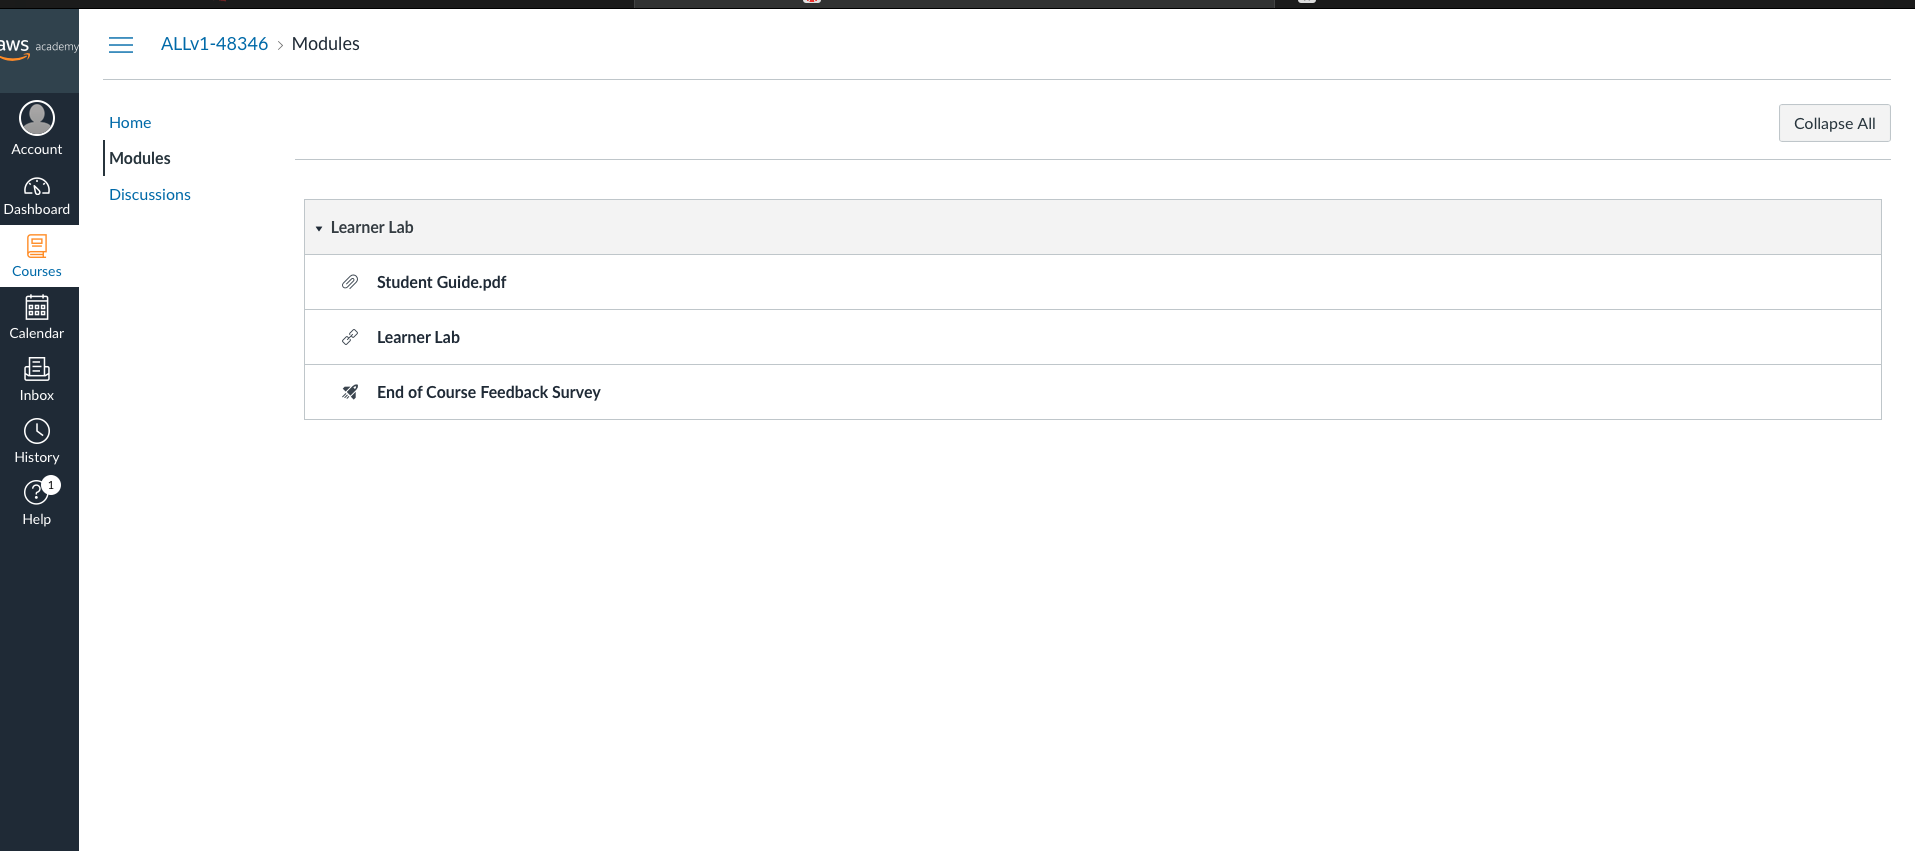 aws academy
ALLv1-48346 › Modules
Account
Dashboard
Courses
Calendar
Inbox
History
1
Help
Home
Modules
Discussions
Collapse All
Learner Lab
Student Guide.pdf
Learner Lab
End of Course Feedback Survey